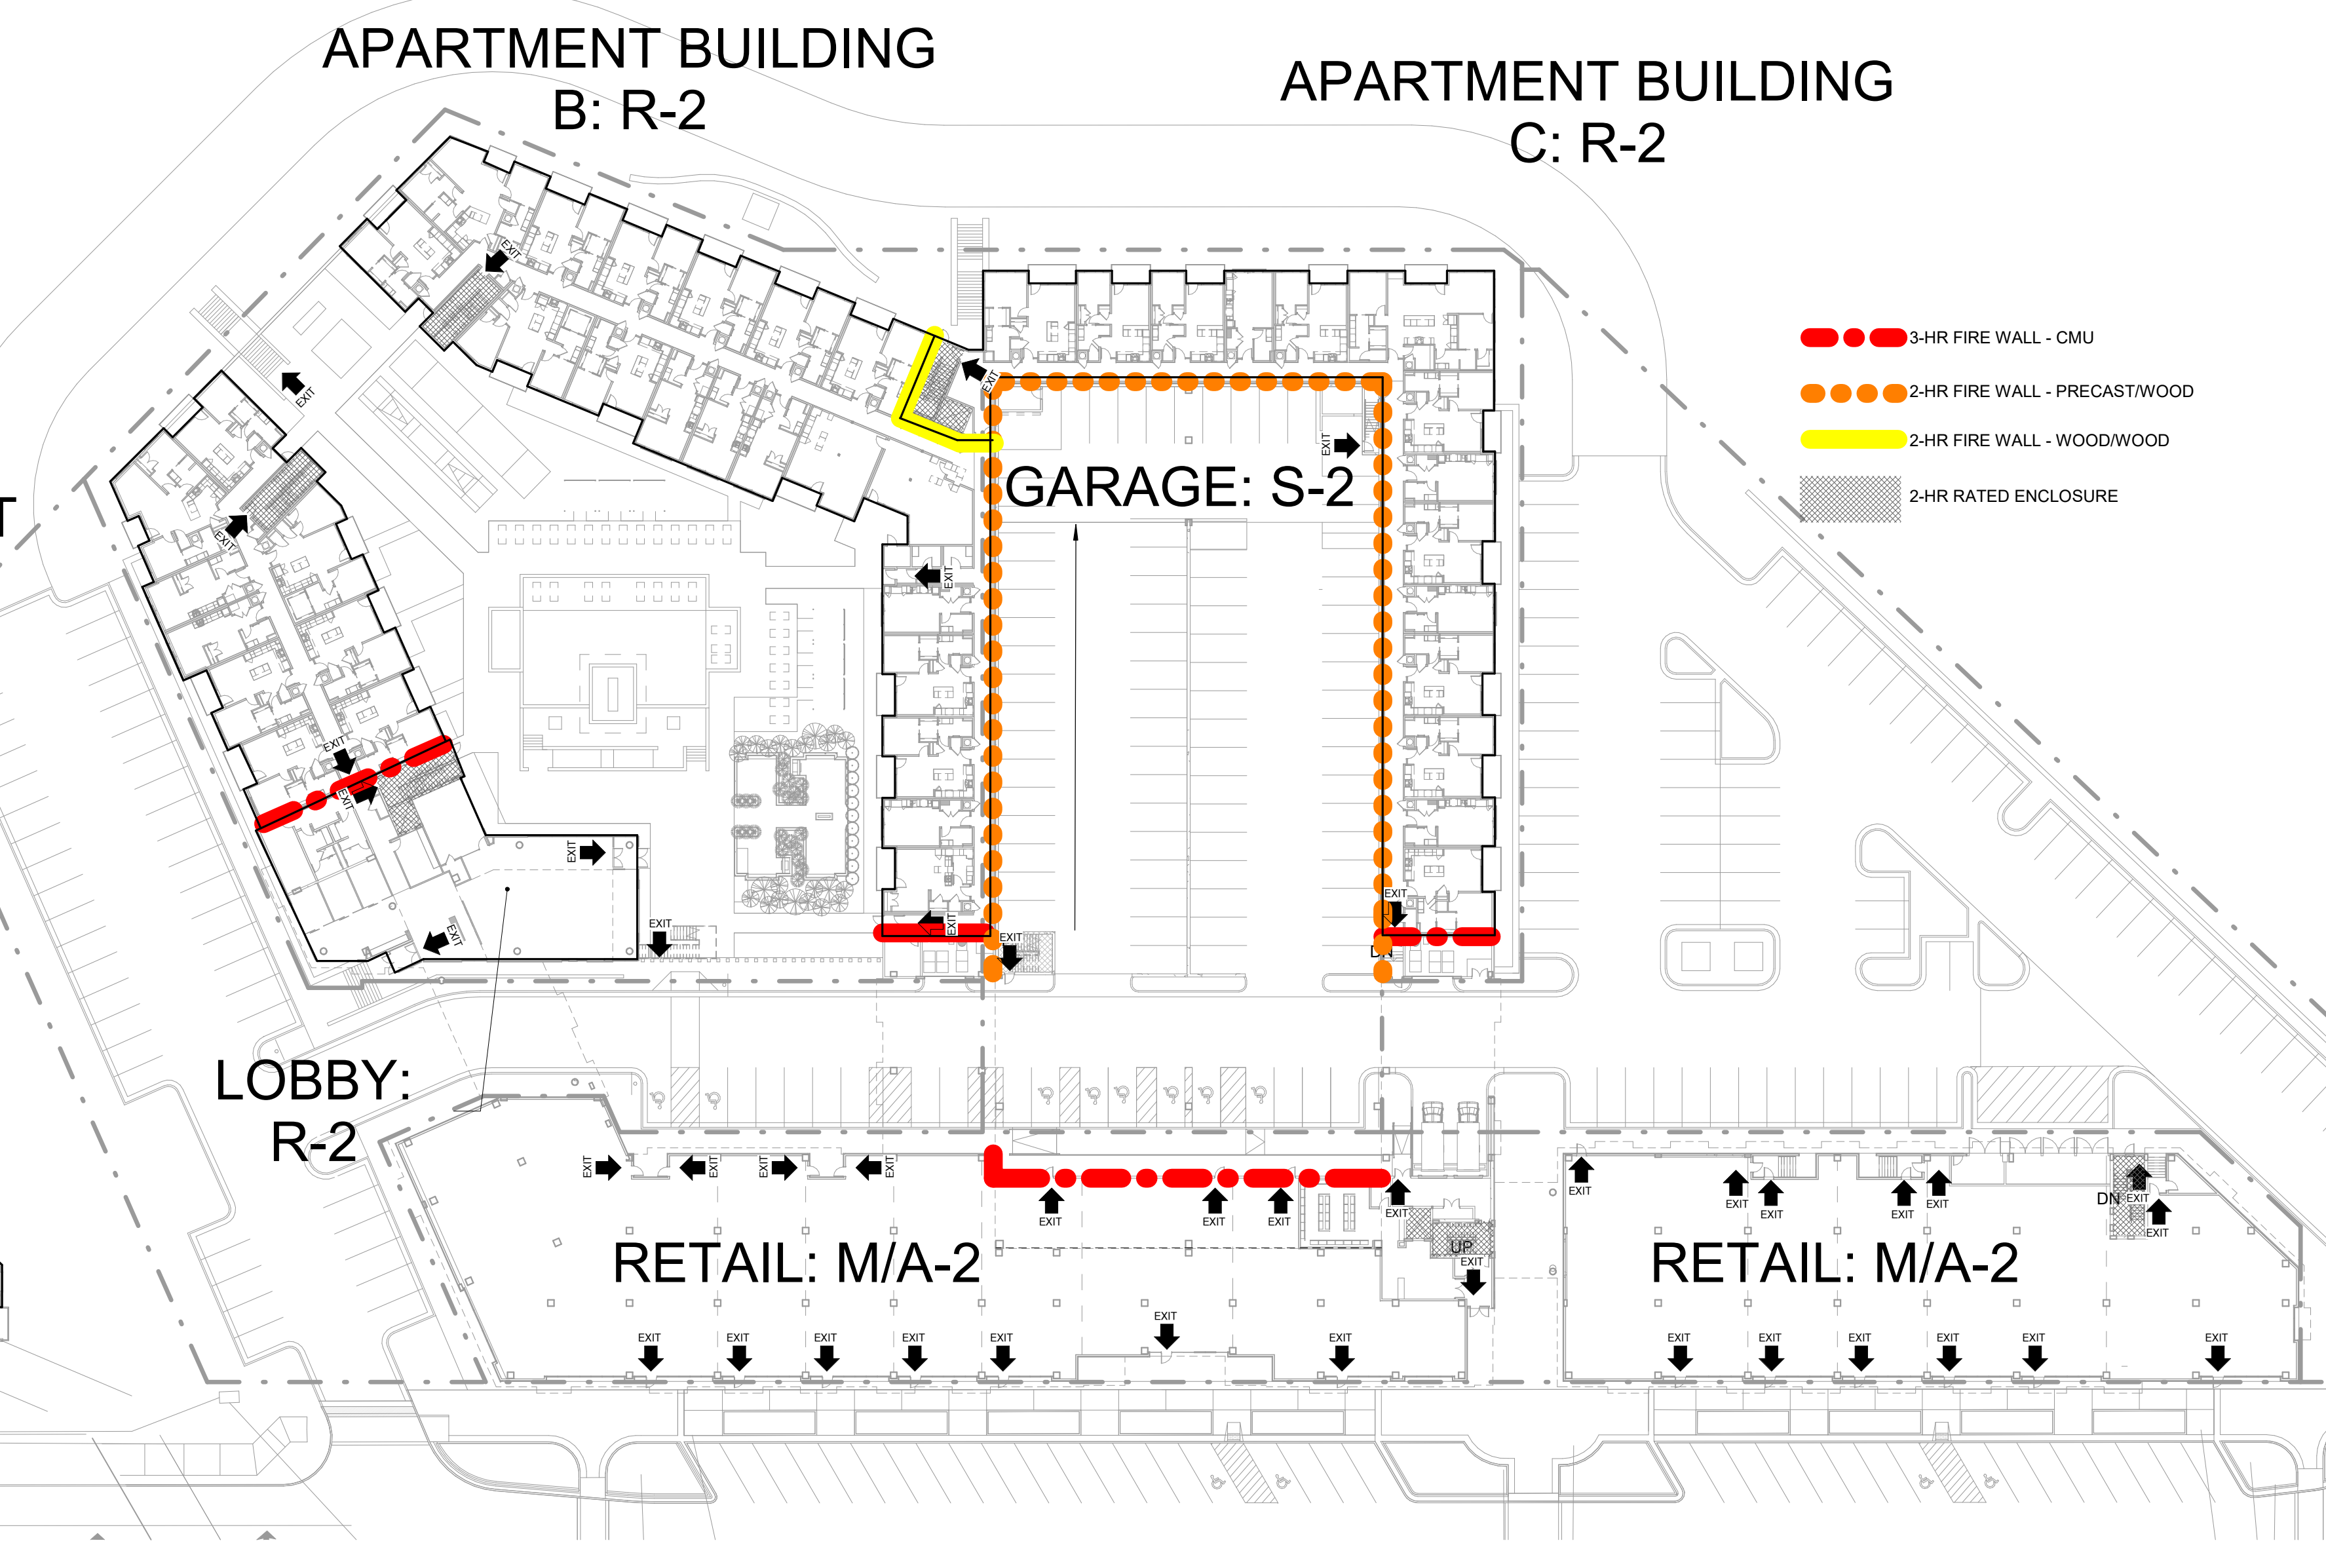 APARTMENT BUILDING
B: R-2
APARTMENT BUILDING
C: R-2
3-HR FIRE WALL - CMU
2-HR FIRE WALL - PRECAST/WOOD
2-HR FIRE WALL - WOOD/WOOD
2-HR RATED ENCLOSURE
EXIT
EXIT
EXIT
EXIT
T
GARAGE: S-2
EXIT
EXIT
EXIT
EXIT
EXIT
EXIT
EXIT
EXIT
EXIT
EXIT
EXIT
DN
LOBBY:
R-2
EXIT
EXIT
EXIT
EXIT
EXIT
EXIT
EXIT
EXIT
EXIT
EXIT
EXIT
EXIT
EXIT
DN
EXIT
EXIT
RETAIL: M/A-2
UP
EXIT
RETAIL: M/A-2
EXIT
EXIT
EXIT
EXIT
EXIT
EXIT
EXIT
EXIT
EXIT
EXIT
EXIT
EXIT
EXIT